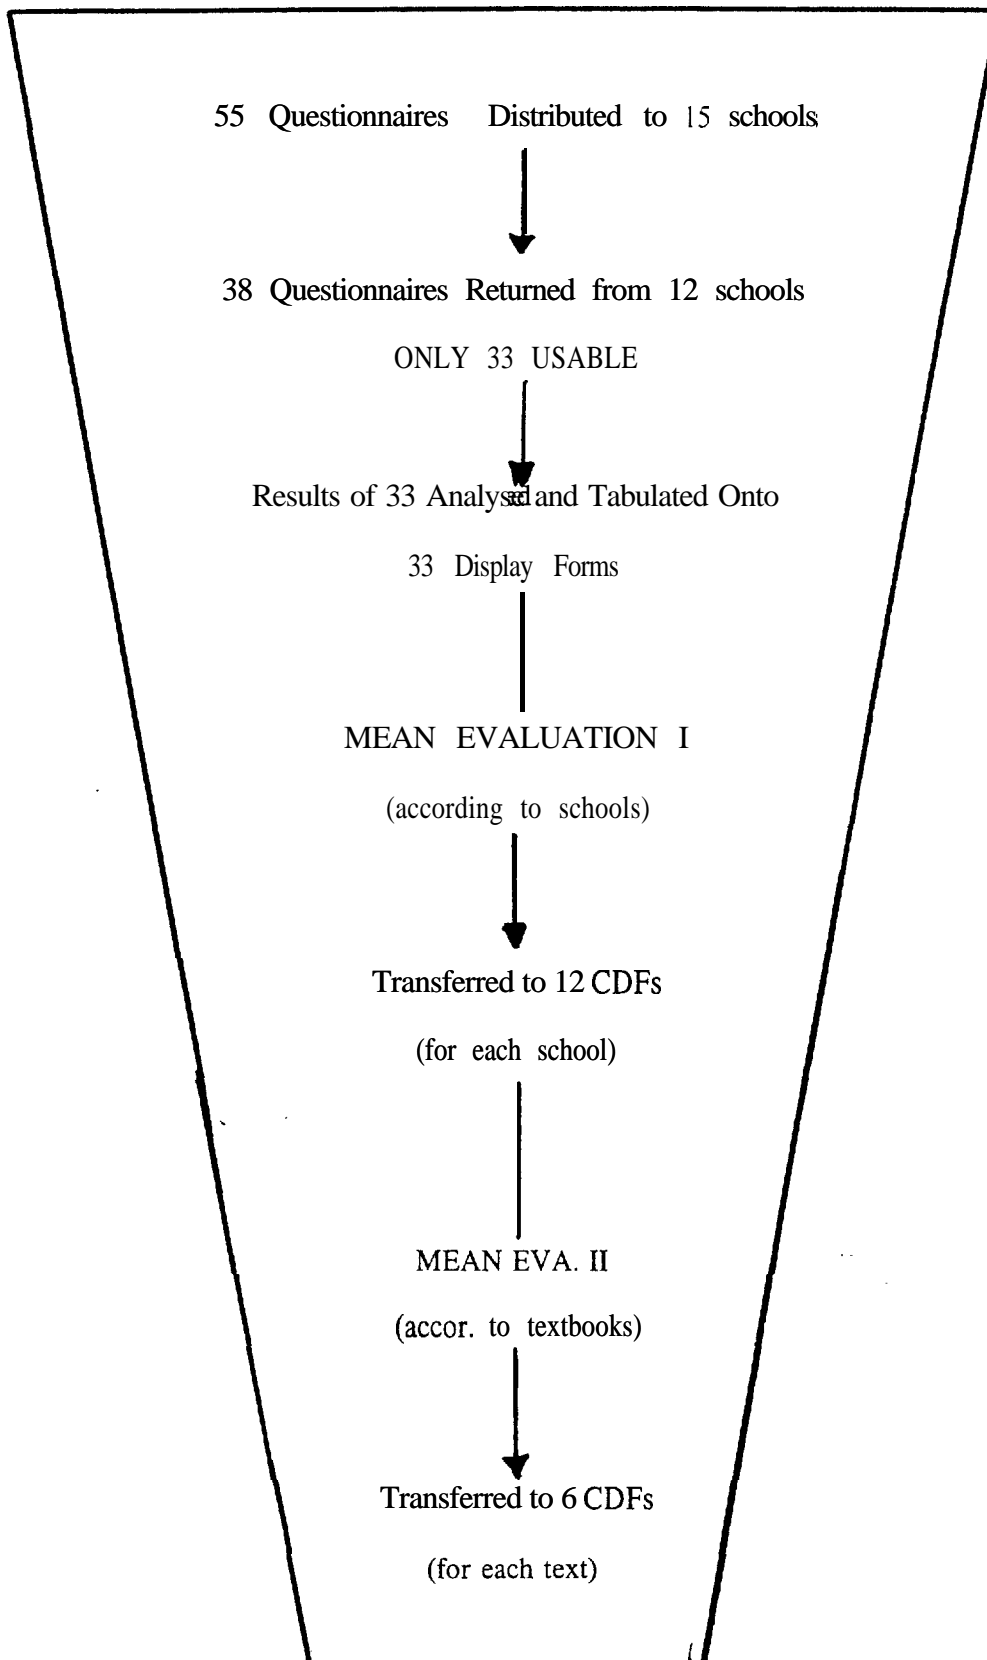 55 Questionnaires Distributed to 15 schools
38 Questionnaires Returned from 12 schools
ONLY 33 USABLE
Results of 33 Analysed and Tabulated Onto
33 Display Forms
MEAN EVALUATION I
(according to schools)
Transferred to 12 CDFs
(for each school)
MEAN EVA. II
(accor. to textbooks)
Transferred to 6 CDFs
(for each text)